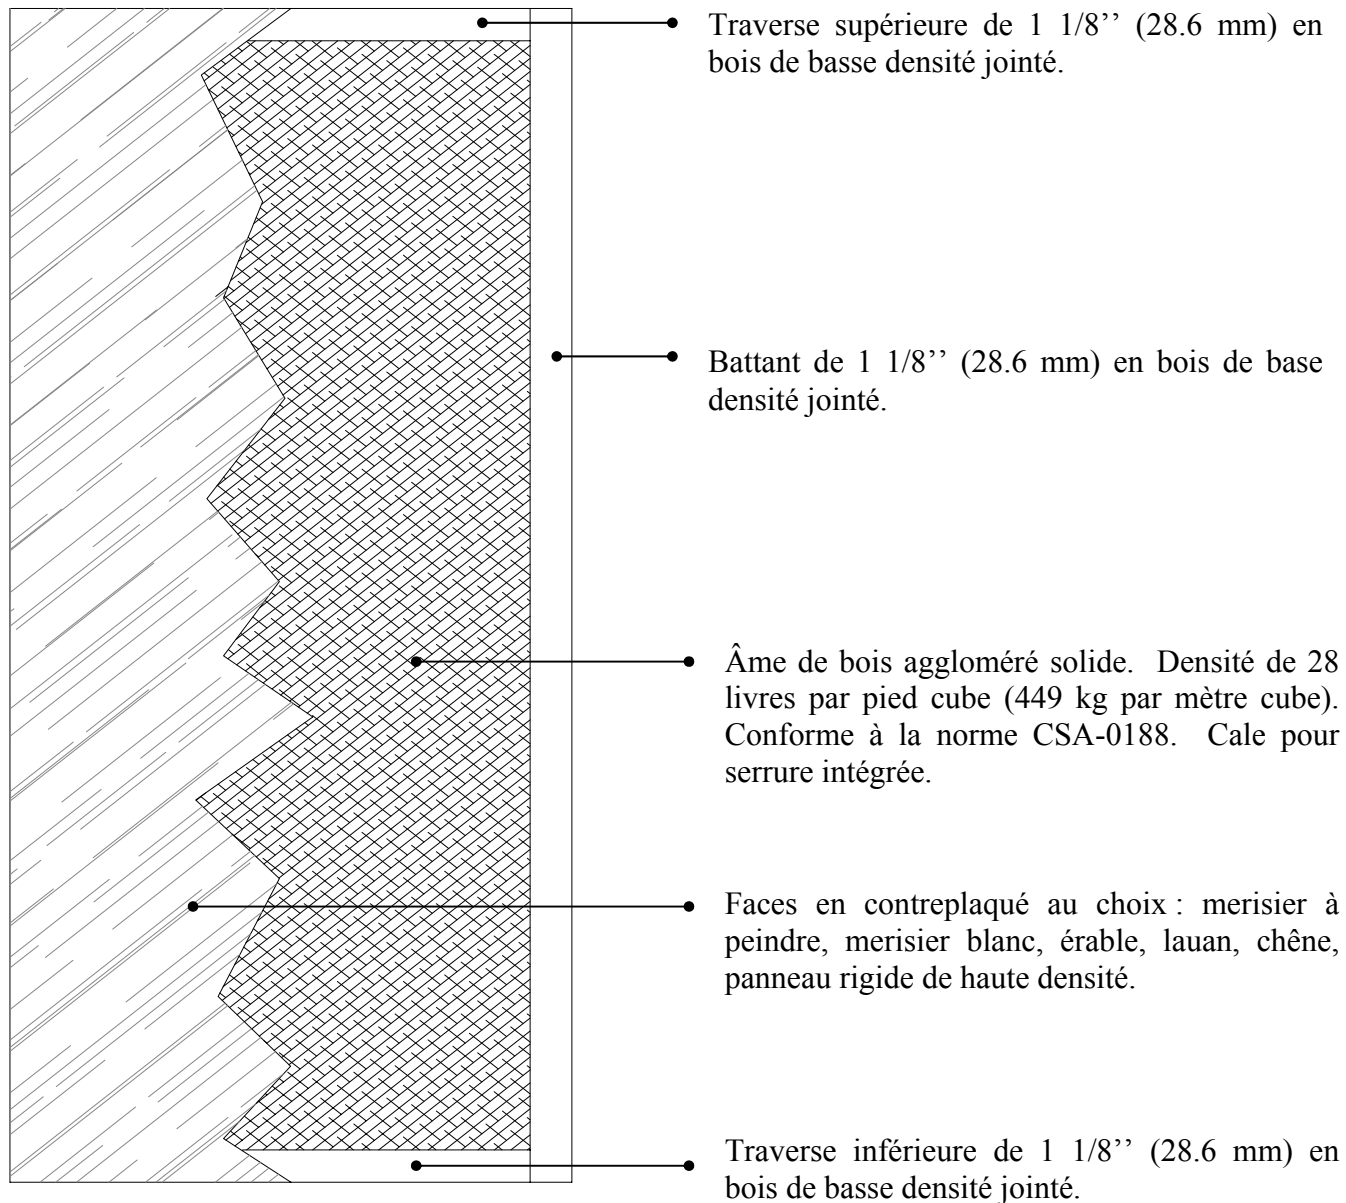 Traverse supérieure de 1 1/8’’ (28.6 mm) en
bois de basse densité jointé.
Battant de 1 1/8’’ (28.6 mm) en bois de base
densité jointé.
Âme de bois aggloméré solide. Densité de 28
livres par pied cube (449 kg par mètre cube).
Conforme à la norme CSA-0188. Cale pour
serrure intégrée.
Faces en contreplaqué au choix : merisier à
peindre, merisier blanc, érable, lauan, chêne,
panneau rigide de haute densité.
Traverse inférieure de 1 1/8’’ (28.6 mm) en
bois de basse densité jointé.